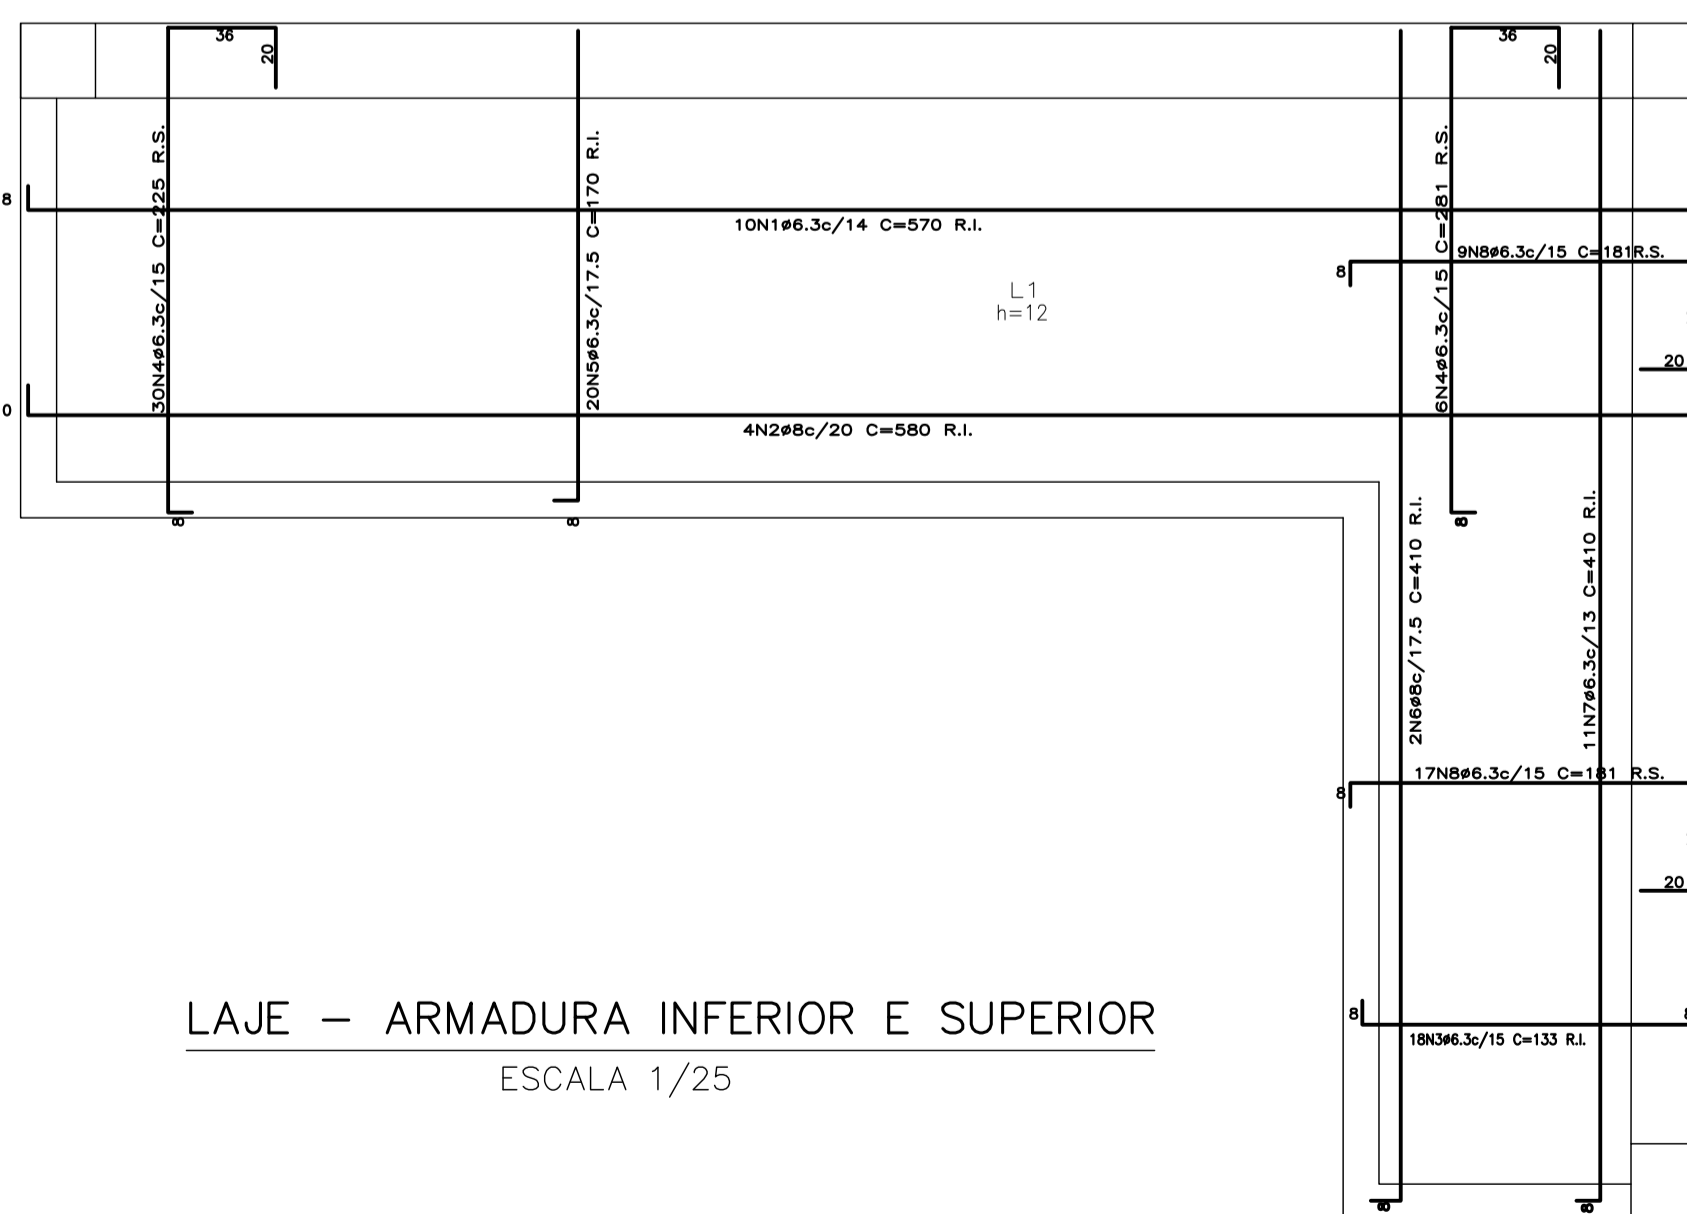 36
20
36
20
30N4ø6.3c/15 C=225 R.S.
20N5ø6.3c/17.5 C=170 R.I.
6N4ø6.3c/15 C=281 R.S.
8
10N1ø6.3c/14 C=570 R.I.
9N8ø6.3c/15 C=181R.S.
8
L1
h=12
20
0
4N2ø8c/20 C=580 R.I.
8
8
8
2N6ø8c/17.5 C=410 R.I.
11N7ø6.3c/13 C=410 R.I.
17N8ø6.3c/15 C=181 R.S.
8
20
LAJE – ARMADURA INFERIOR E SUPERIOR
ESCALA 1/25
8
8
18N3ø6.3c/15 C=133 R.I.
8
8